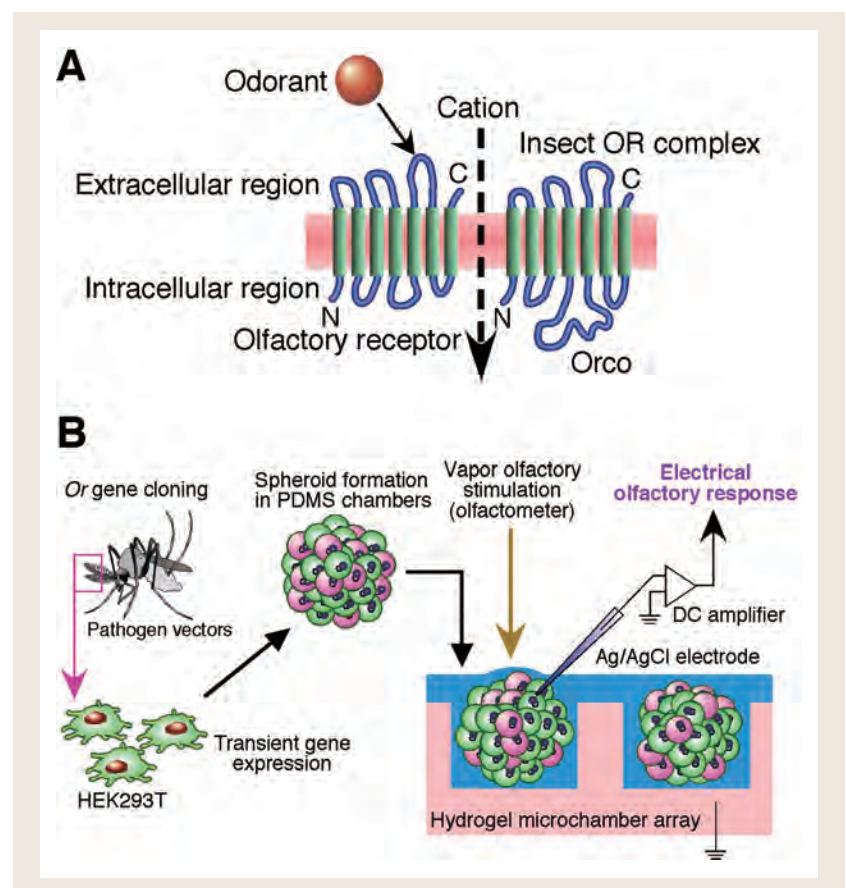 A
Odorant
Cation
Insect OR complex
Extracellular region
C
C
Intracellular region
N
N
Olfactory receptor
Orco
B
Or gene cloning
Pathogen vectors
HEK293T
Transient gene
expression
Spheroid formation
in PDMS chambers
Vapor olfactory
stimulation
(olfactometer)
Electrical
olfactory response
DC amplifier
Ag/AgCl electrode
Hydrogel microchamber array